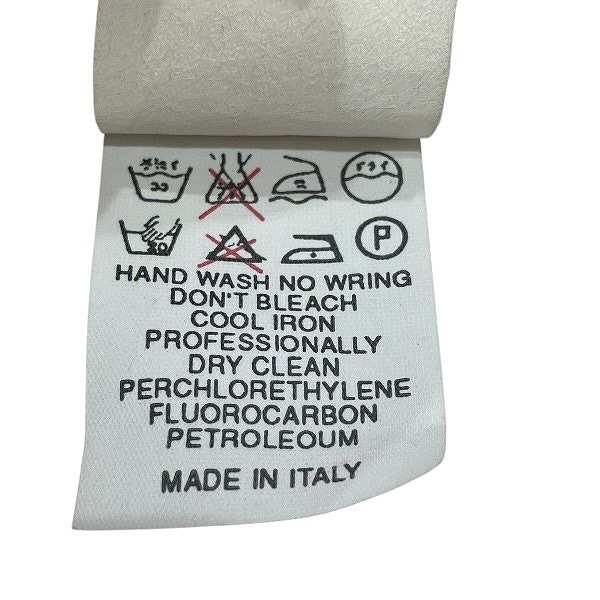 P
HAND WASH NO WRING
DON'T BLEACH
COOL IRON
PROFESSIONALLY
DRY CLEAN
PERCHLORETHYLENE
FLUOROCARBON
PETROLEOUM
MADE IN ITALY